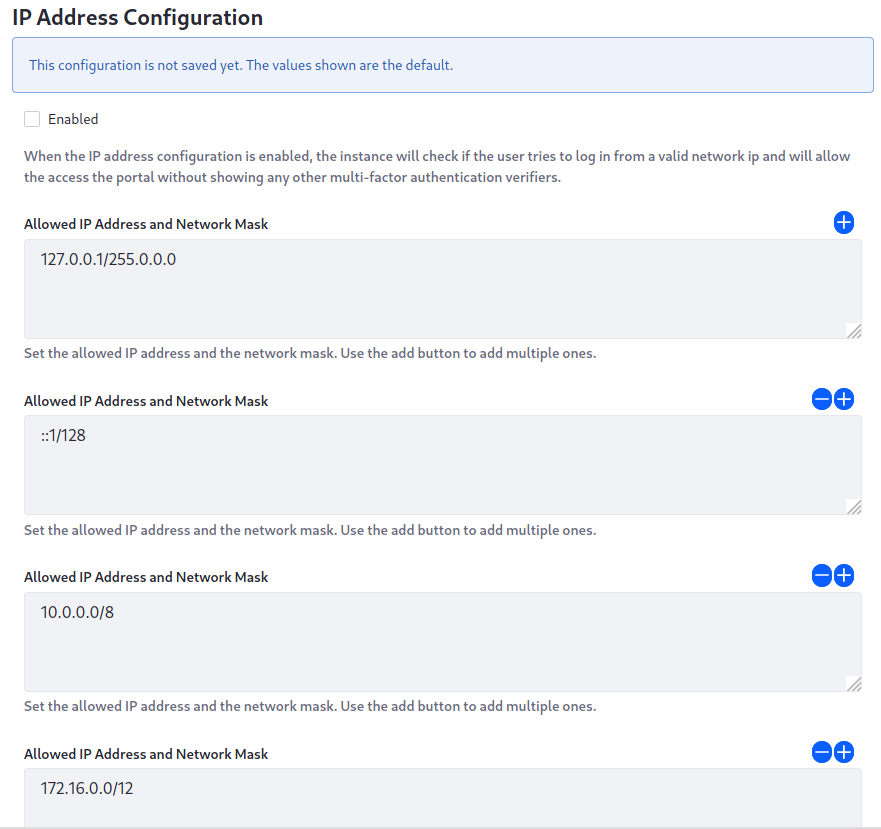 IP Address Configuration
This configuration is not saved yet. The values shown are the default.
Enabled
When the IP address configuration is enabled, the instance will check if the user tries to log in from a valid network ip and will allow
the access the portal without showing any other multi-factor authentication verifiers.
Allowed IP Address and Network Mask
127.0.0.1/255.0.0.0
Set the allowed IP address and the network mask. Use the add button to add multiple ones.
Allowed IP Address and Network Mask
::1/128
Set the allowed IP address and the network mask. Use the add button to add multiple ones.
Allowed IP Address and Network Mask
10.0.0.0/8
Set the allowed IP address and the network mask. Use the add button to add multiple ones.
Allowed IP Address and Network Mask
172.16.0.0/12